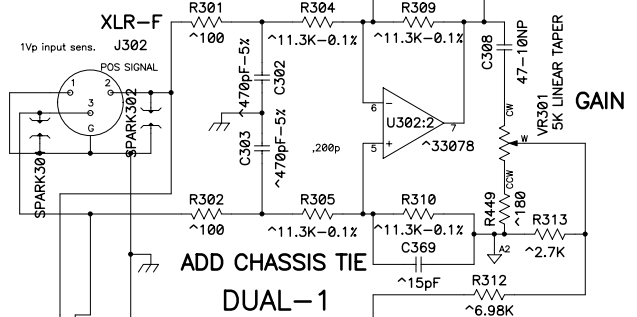 XLR-F
J302
1Vp input sens.
POS SIGNAL
1
2
3
G
SPARK301
SPARK302
R301
^100
R304
^11.3K-0.1%
R309
^11.3K-0.1%
^470pF-5%
C302
C303
^470pF-5%
,200p
6
5
7
U302:2
^33078
C308
47-10NP
VR301
5K LINEAR TAPER
GAIN
CW
W
CCW
R449
^180
R302
^100
R305
^11.3K-0.1%
R310
^11.3K-0.1%
C369
^15pF
A2
R313
^2.7K
R312
^6.98K
ADD CHASSIS TIE
DUAL-1